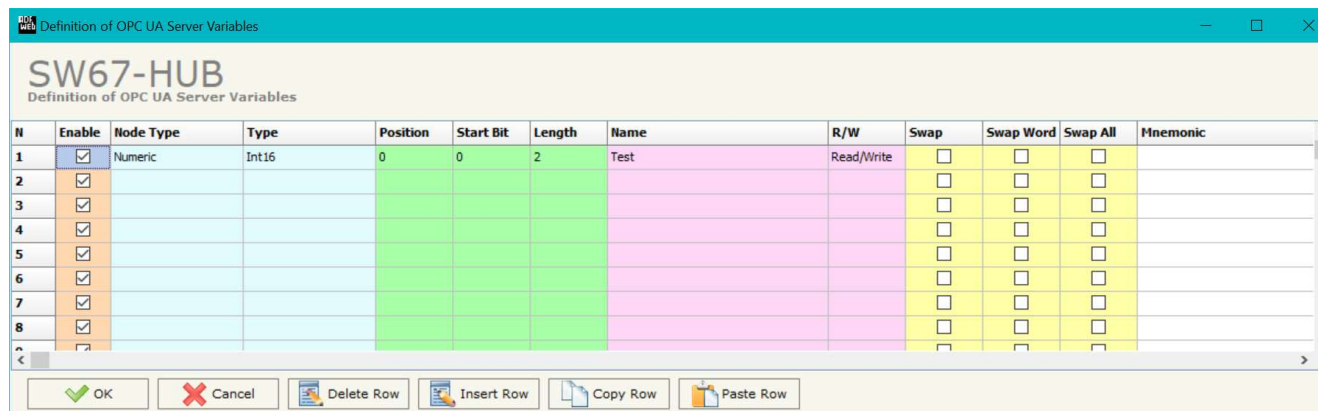 ADF WEB Definition of OPC UA Server Variables
SW67-HUB
Definition of OPC UA Server Variables
N Enable Node Type Type Position Start Bit Length Name R/W Swap Swap Word Swap All Mnemonic
1 Numeric Int16 0 0 2 Test Read/Write
2
3
4
5
6
7
8
OK Cancel Delete Row Insert Row Copy Row Paste Row